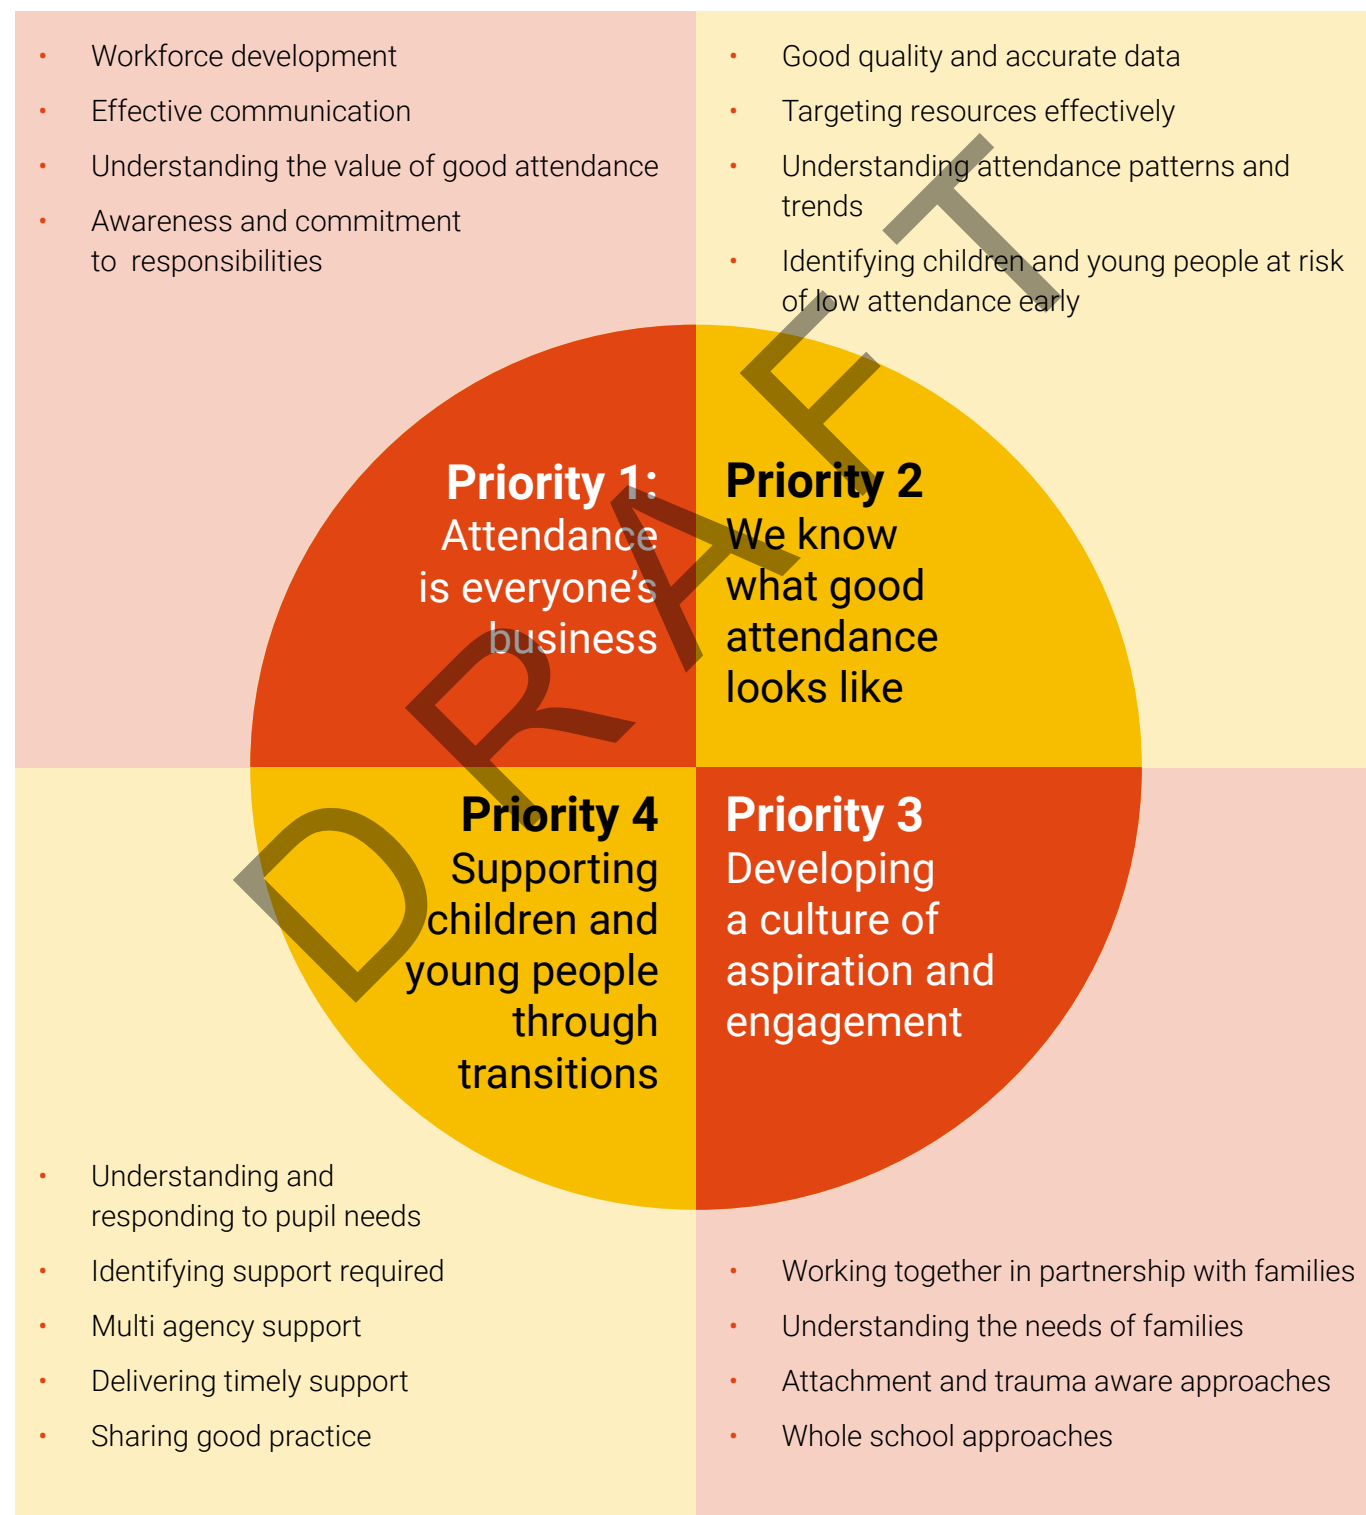 • Workforce development
• Effective communication
• Understanding the value of good attendance
• Awareness and commitment
to responsibilities
• Good quality and accurate data
• Targeting resources effectively
• Understanding attendance patterns and
trends
• Identifying children and young people at risk
of low attendance early
Priority 1:
Attendance
is everyone’s
business
Priority 2
We know
what good
attendance
looks like
Priority 4
Supporting
children and
young people
through
transitions
Priority 3
Developing
a culture of
aspiration and
engagement
• Understanding and
responding to pupil needs
• Identifying support required
• Multi agency support
• Delivering timely support
• Sharing good practice
• Working together in partnership with families
• Understanding the needs of families
• Attachment and trauma aware approaches
• Whole school approaches
DRAFT